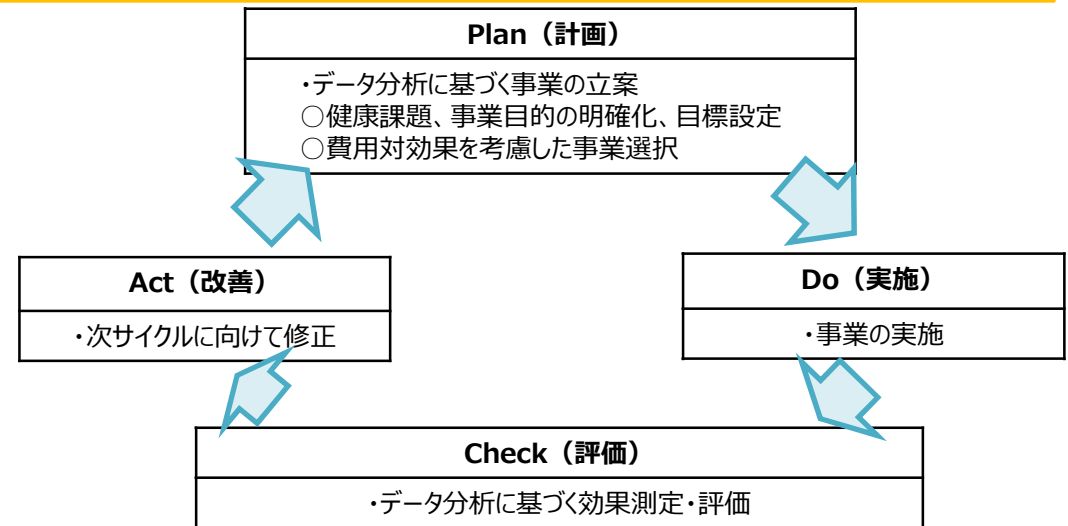 Plan（計画）
・データ分析に基づく事業の立案
○健康課題、事業目的の明確化、目標設定
○費用対効果を考慮した事業選択
Act（改善）
・次サイクルに向けて修正
Do（実施）
・事業の実施
Check（評価）
・データ分析に基づく効果測定・評価